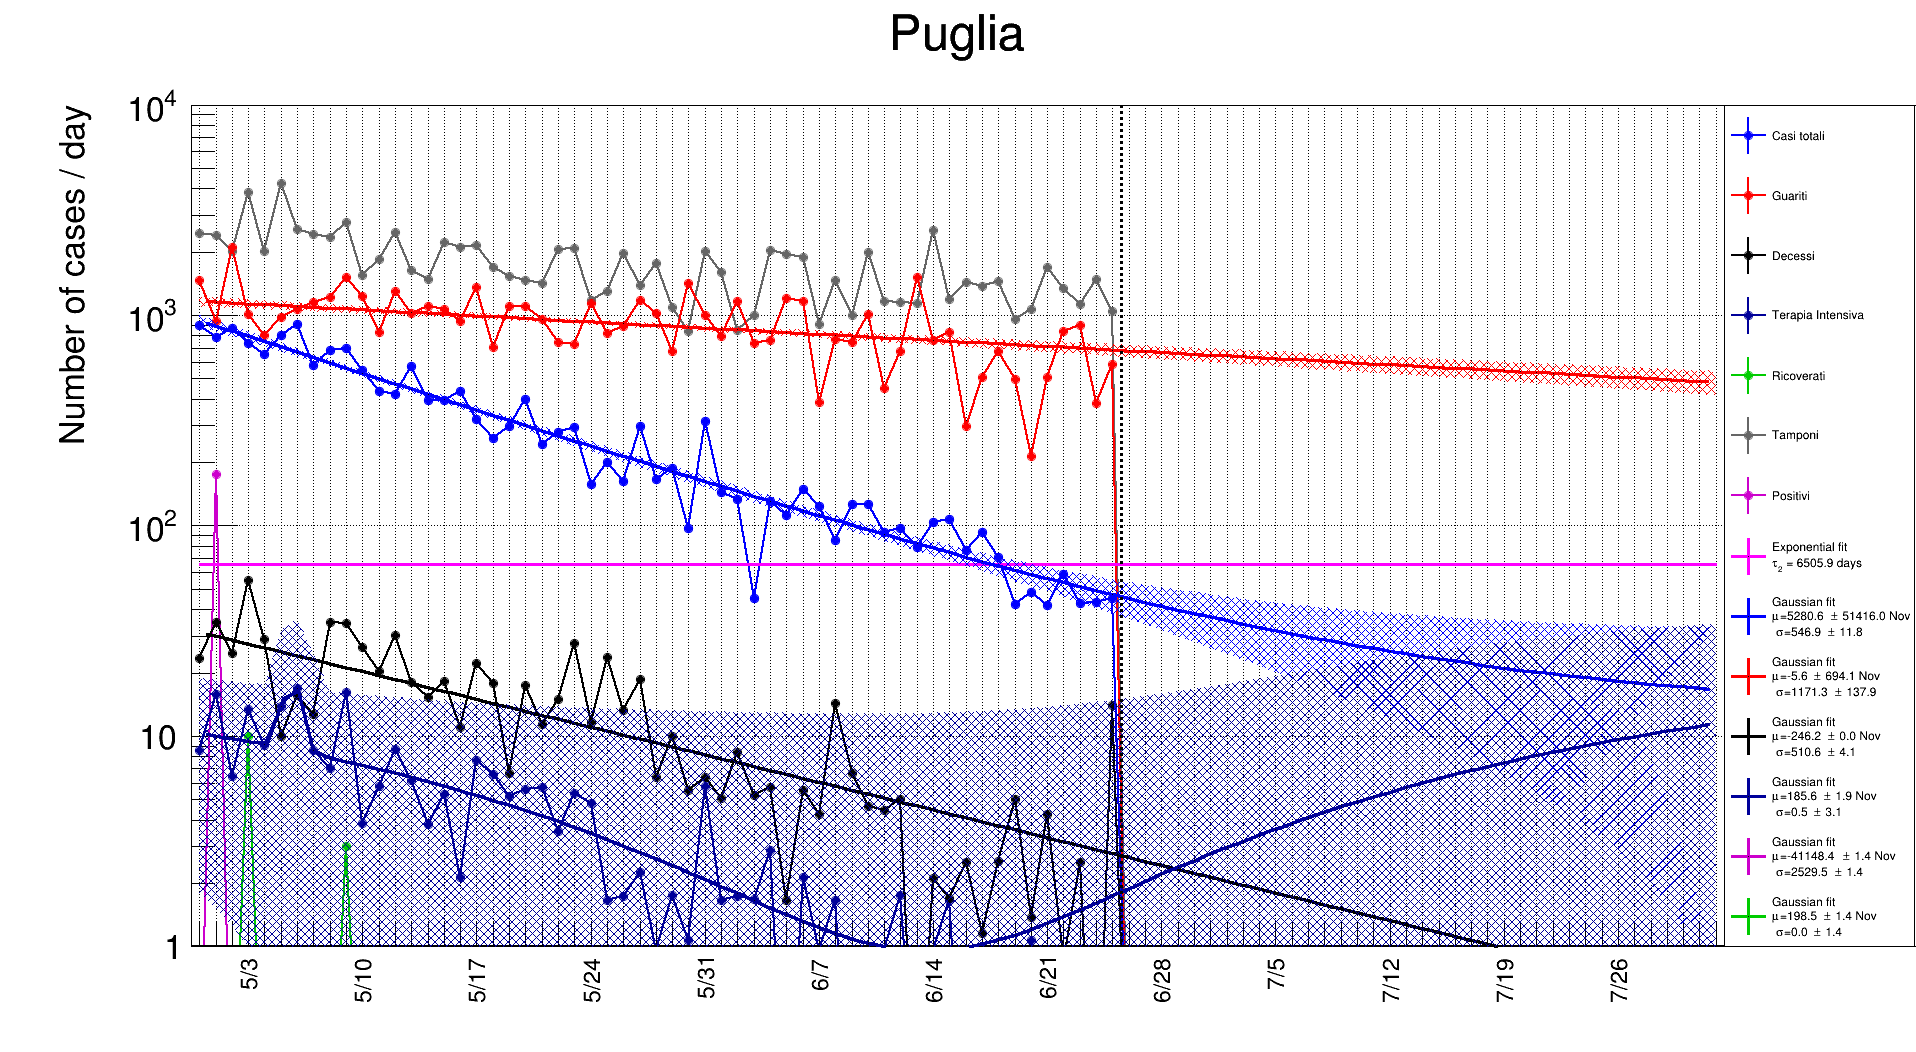 Puglia
Number of cases / day
10^4
10^3
10^2
10
1
5/3
5/10
5/17
5/24
5/31
6/7
6/14
6/21
6/28
7/5
7/12
7/19
7/26
Casi totali
Guariti
Decessi
Terapia Intensiva
Ricoverati
Tamponi
Positivi
Exponential fit
τ₂ = 6505.9 days
Gaussian fit
μ=5280.6 ± 51416.0 Nov
σ=546.9 ± 11.8
Gaussian fit
μ=-5.6 ± 694.1 Nov
σ=1171.3 ± 137.9
Gaussian fit
μ=-246.2 ± 0.0 Nov
σ=510.6 ± 4.1
Gaussian fit
μ=185.6 ± 1.9 Nov
σ=0.5 ± 3.1
Gaussian fit
μ=-41148.4 ± 1.4 Nov
σ=2529.5 ± 1.4
Gaussian fit
μ=198.5 ± 1.4 Nov
σ=0.0 ± 1.4